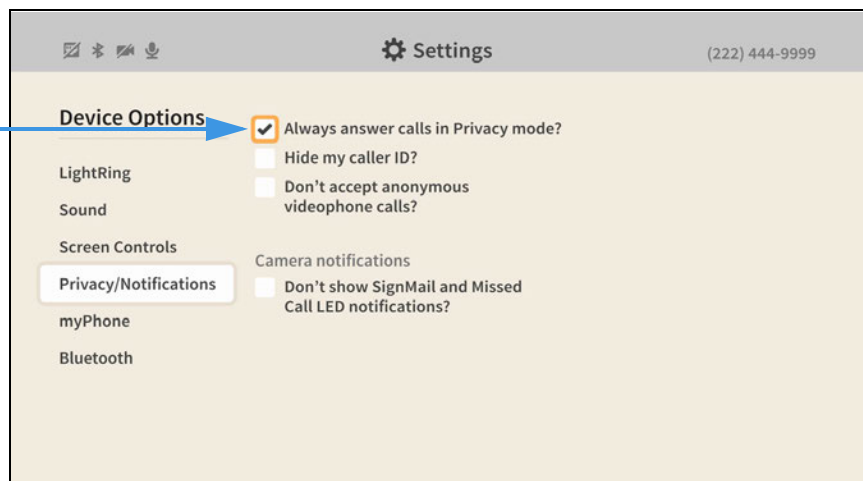 Settings
(222) 444-9999
Device Options
LightRing
Sound
Screen Controls
Privacy/Notifications
myPhone
Bluetooth
Always answer calls in Privacy mode?
Hide my caller ID?
Don't accept anonymous
videophone calls?
Camera notifications
Don't show SignMail and Missed
Call LED notifications?